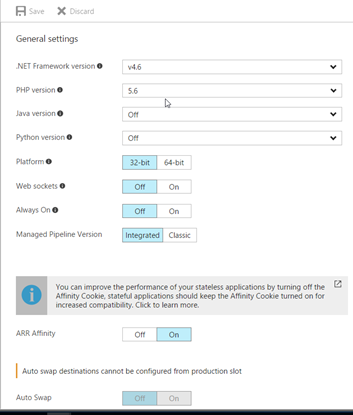 Save Discard
General settings
.NET Framework version v4.6
PHP version 5.6
Java version Off
Python version Off
Platform 32-bit 64-bit
Web sockets Off On
Always On Off On
Managed Pipeline Version Integrated Classic
You can improve the performance of your stateless applications by turning off the
Affinity Cookie, stateful applications should keep the Affinity Cookie turned on for
increased compatibility. Click to learn more.
ARR Affinity Off On
Auto swap destinations cannot be configured from production slot
Auto Swap Off On